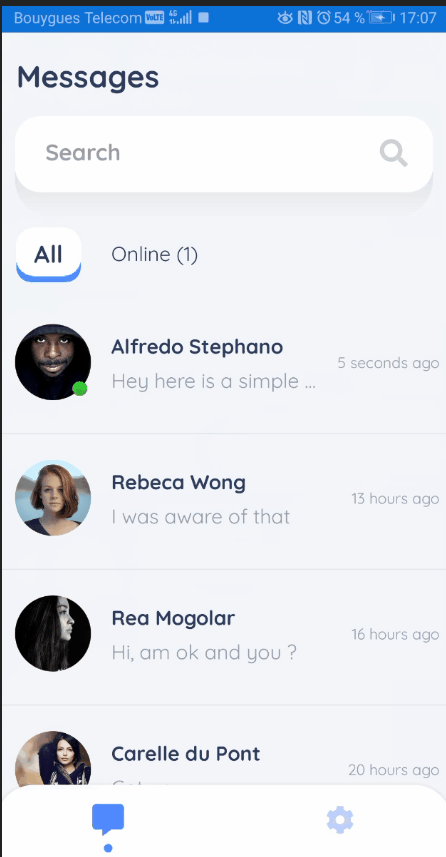 Bouygues Telecom VoLTE 4G 54 % 17:07
Messages
Search
All Online (1)
Alfredo Stephano
5 seconds ago
Hey here is a simple ...
Rebeca Wong
13 hours ago
I was aware of that
Rea Mogolar
16 hours ago
Hi, am ok and you ?
Carelle du Pont
20 hours ago